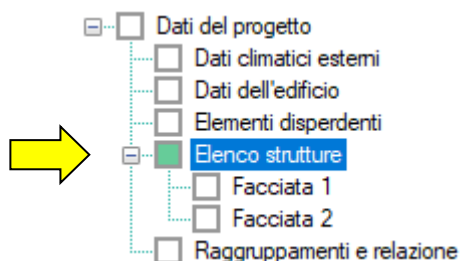 Dati del progetto
Dati climatici esterni
Dati dell'edificio
Elementi disperdenti
Elenco strutture
Facciata 1
Facciata 2
Raggruppamenti e relazione